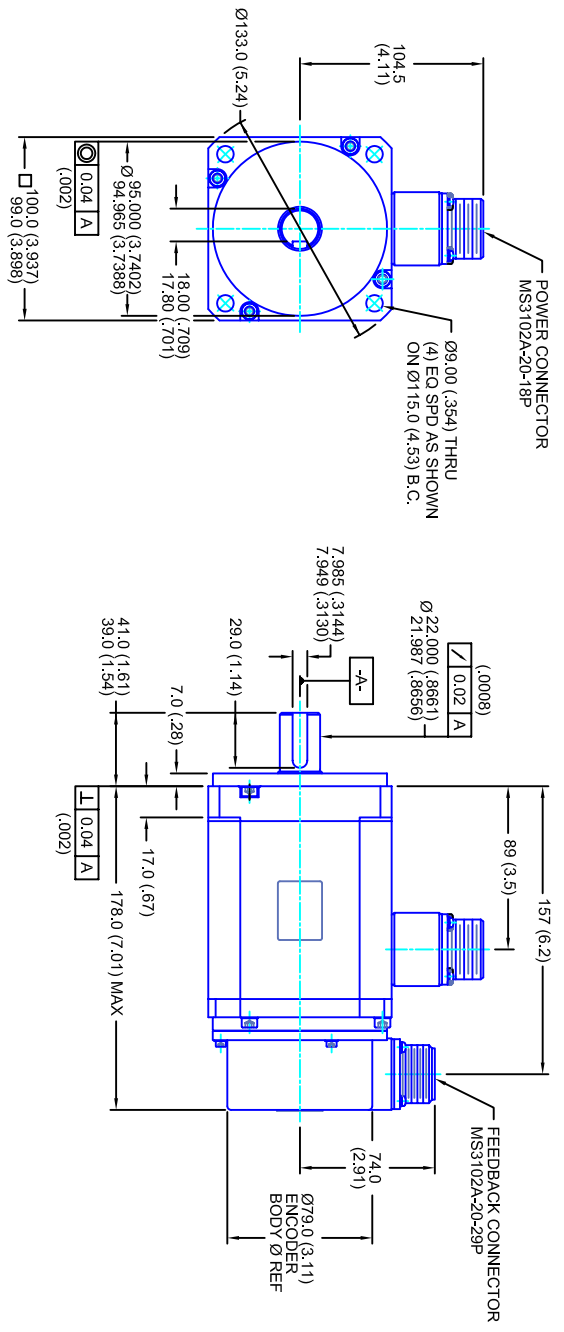 104.5
(4.11)
Ø133.0 (5.24)
POWER CONNECTOR
MS3102A-20-18P
Ø9.00 (.354) THRU
(4) EQ SPD AS SHOWN
ON Ø115.0 (4.53) B.C.
18.00 (.709)
17.80 (.701)
Ø 95.000 (3.7402)
94.965 (3.7388)
◎ 0.04 A
(.002)
□ 100.0 (3.937)
99.0 (3.898)
(.0008)
0.02 A
Ø 22.000 (.8661)
21.987 (.8656)
-A-
7.985 (.3144)
7.949 (.3130)
29.0 (1.14)
7.0 (.28)
41.0 (1.61)
39.0 (1.54)
⊥ 0.04 A
(.002)
17.0 (.67)
178.0 (7.01) MAX
89 (3.5)
157 (6.2)
FEEDBACK CONNECTOR
MS3102A-20-29P
74.0
(2.91)
Ø79.0 (3.11)
ENCODER
BODY Ø REF